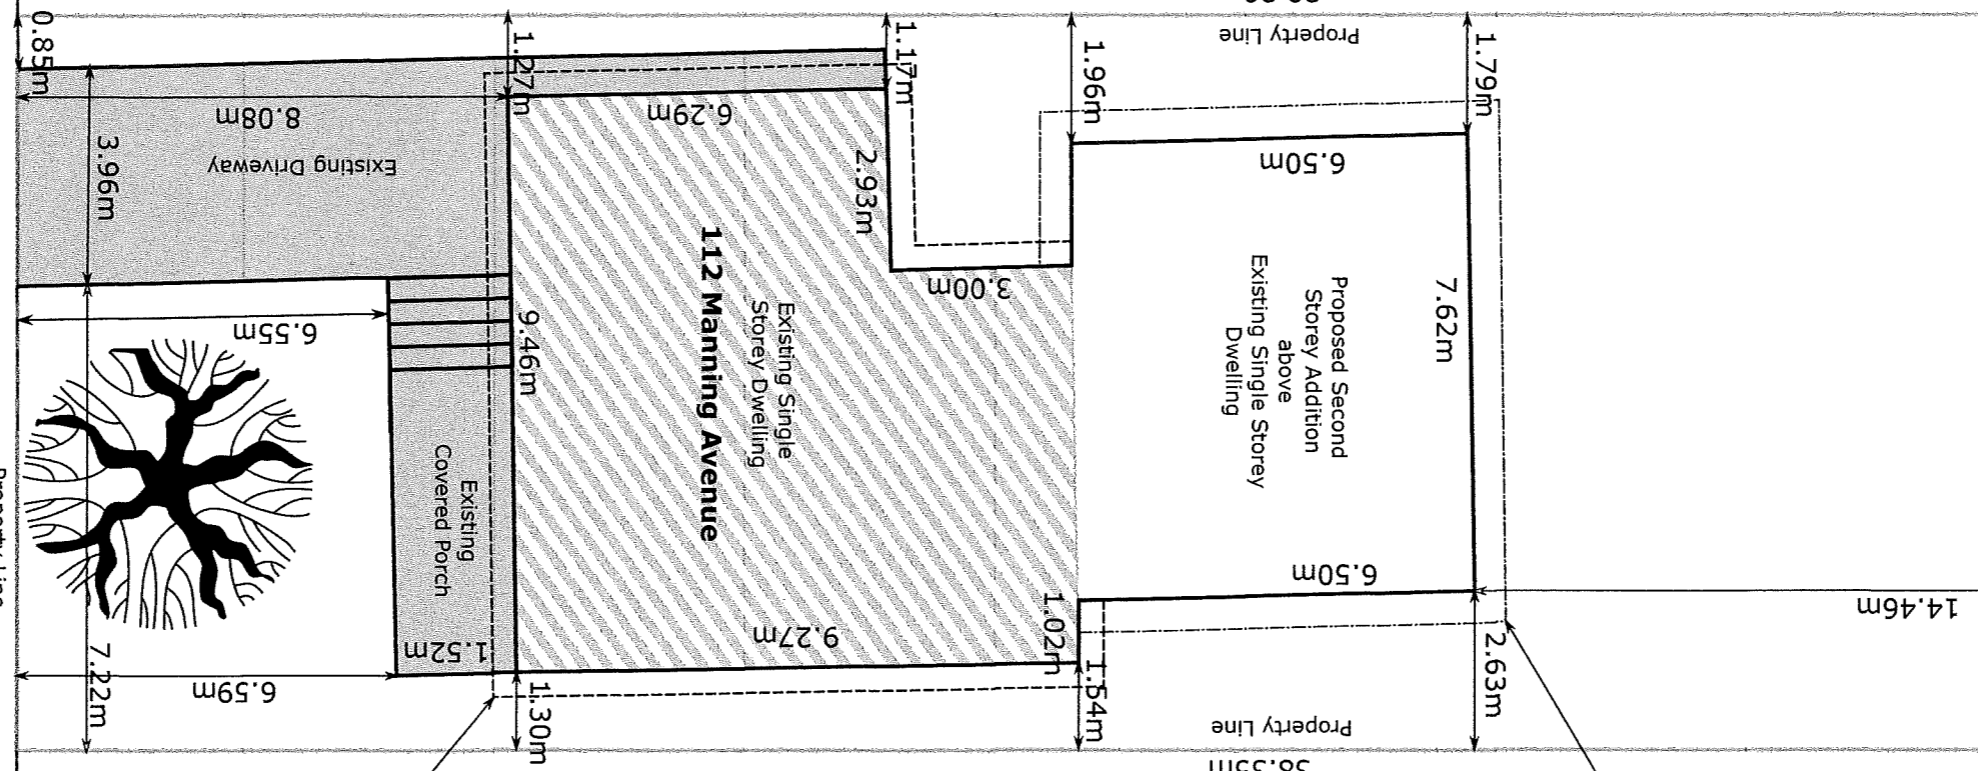 Property Line
0.85m
1.27m
1.17m
1.96m
1.79m
8.08m
6.29m
Existing Driveway
3.96m
2.93m
6.50m
3.00m
6.55m
9.46m
112 Manning Avenue
Existing Single
Storey Dwelling
Proposed Second
Storey Addition
above
Existing Single Storey
Dwelling
7.62m
Existing
Covered Porch
6.50m
14.46m
1.02m
9.27m
1.52m
6.59m
7.22m
1.30m
1.54m
2.63m
Property Line
Property Line